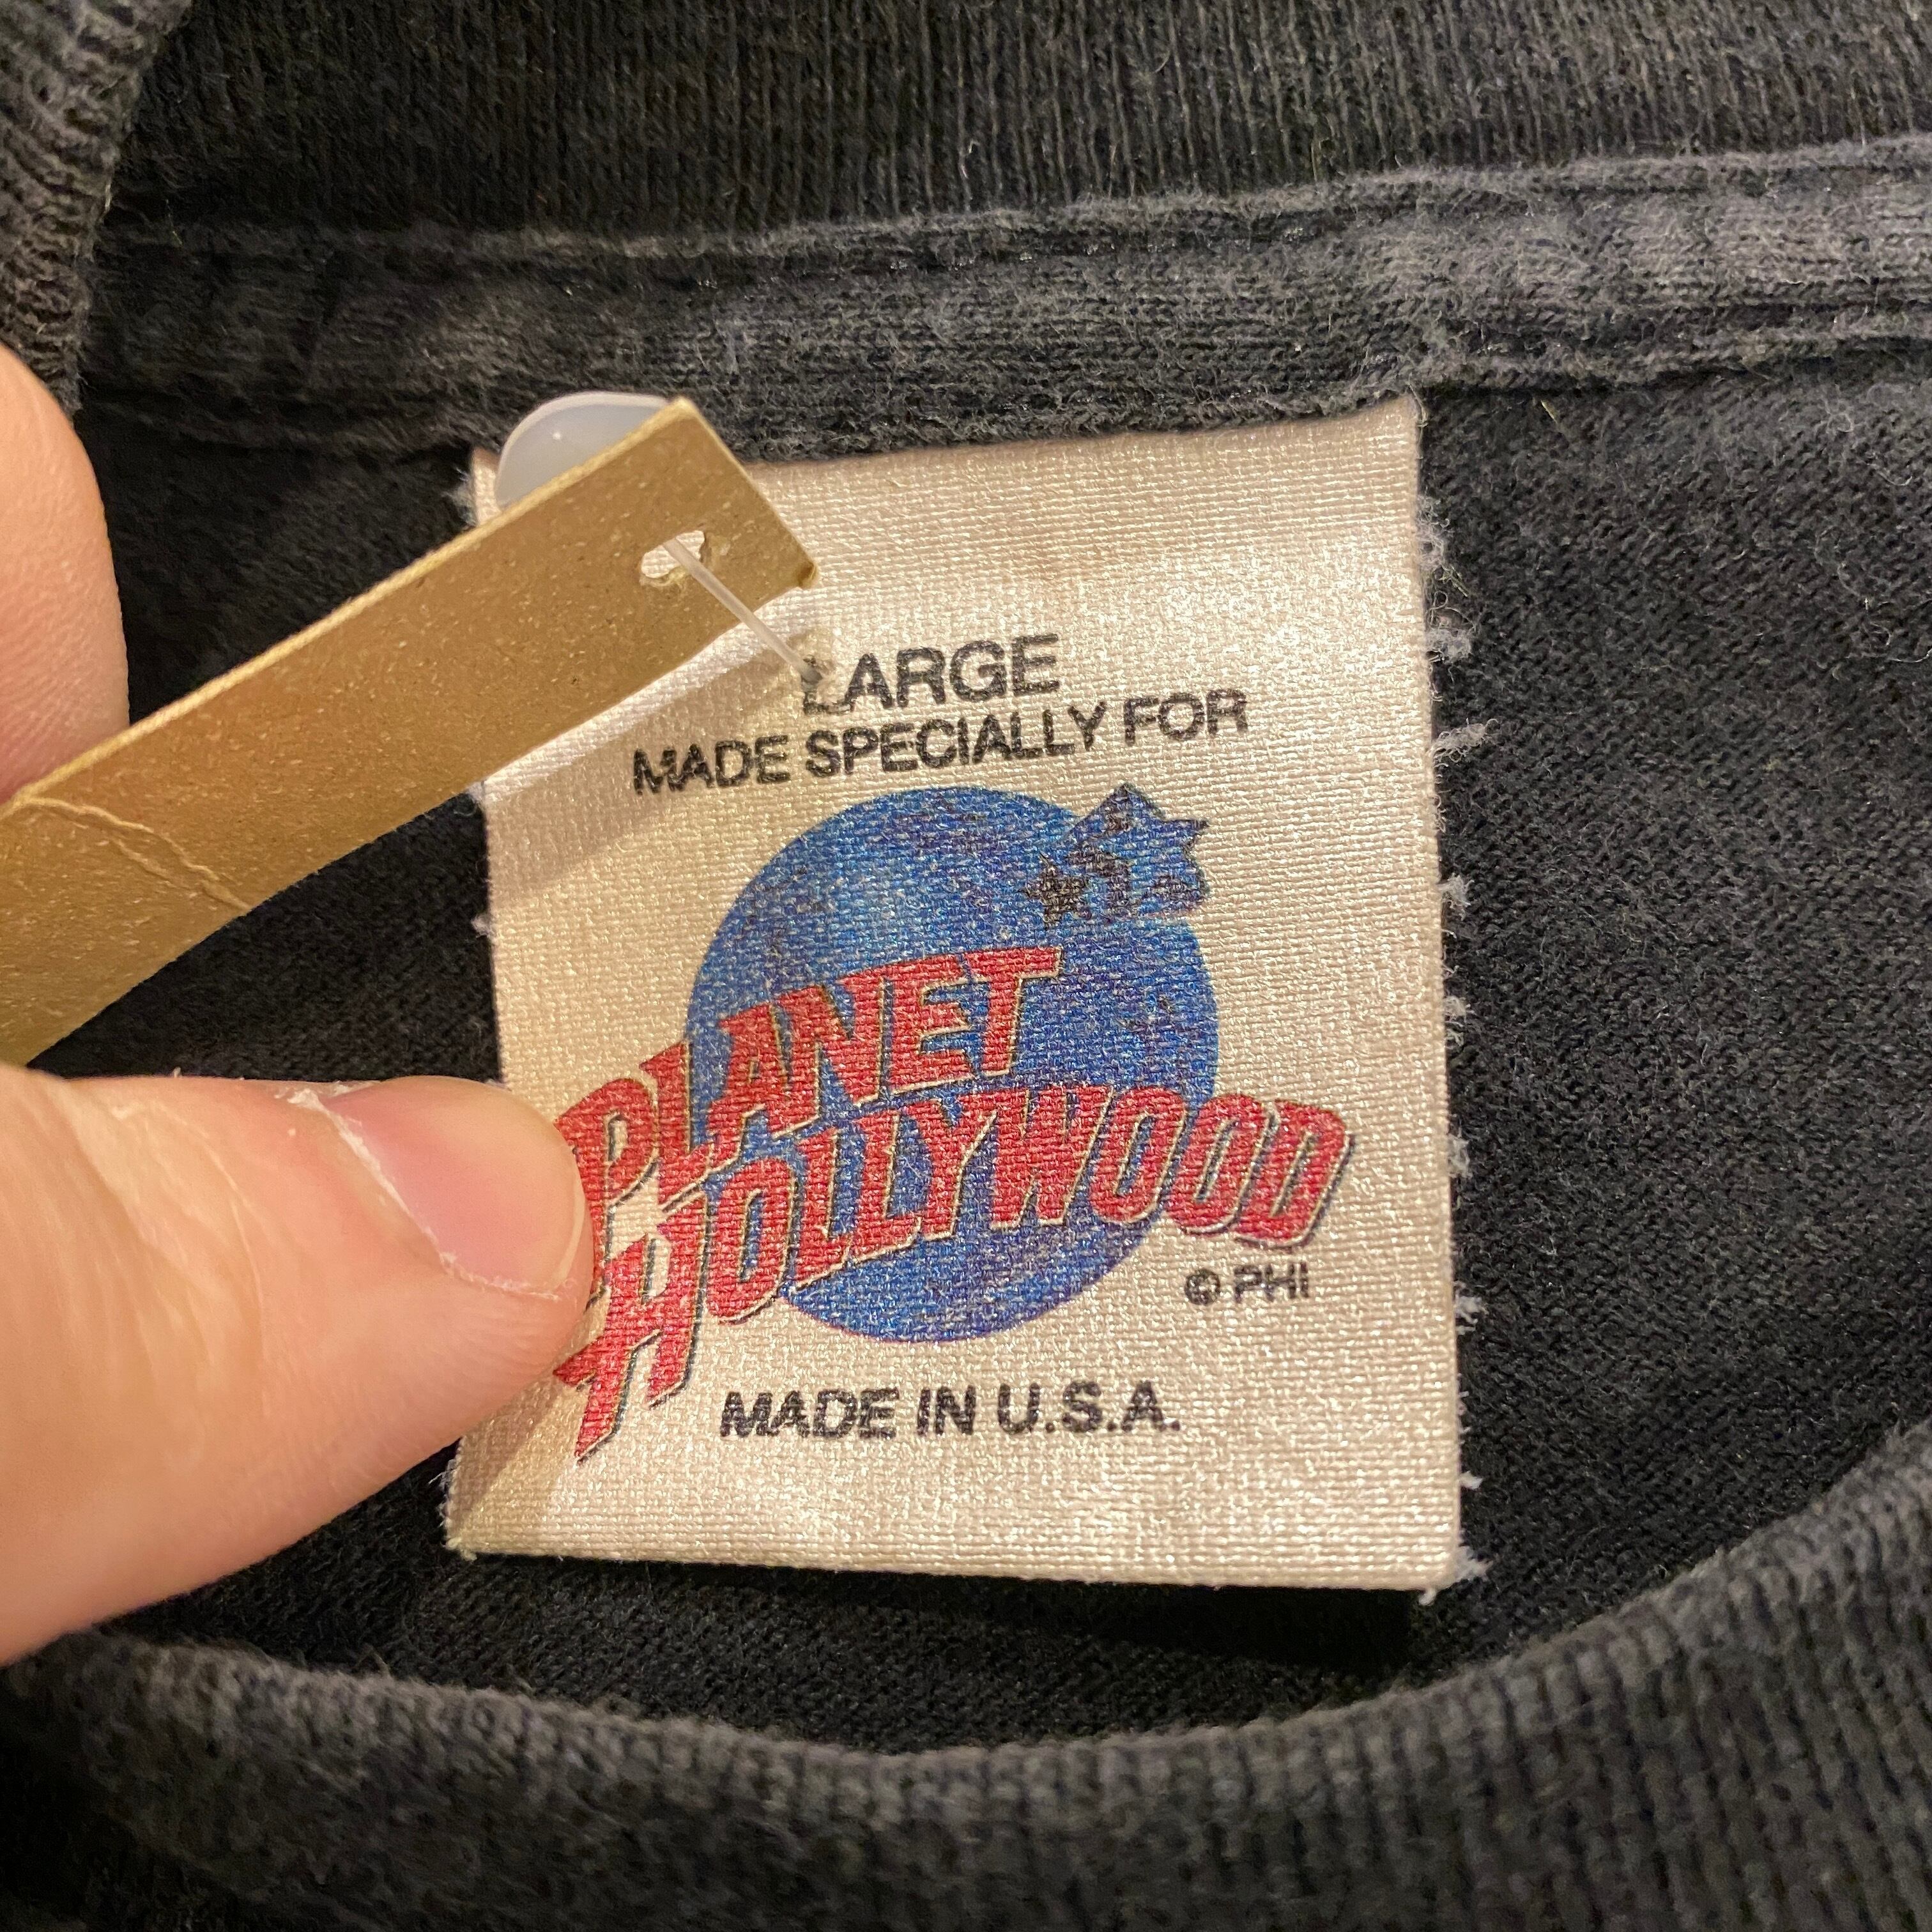 LARGE
MADE SPECIALLY FOR
PLANET
HOLLYWOOD
© PHI
MADE IN U.S.A.